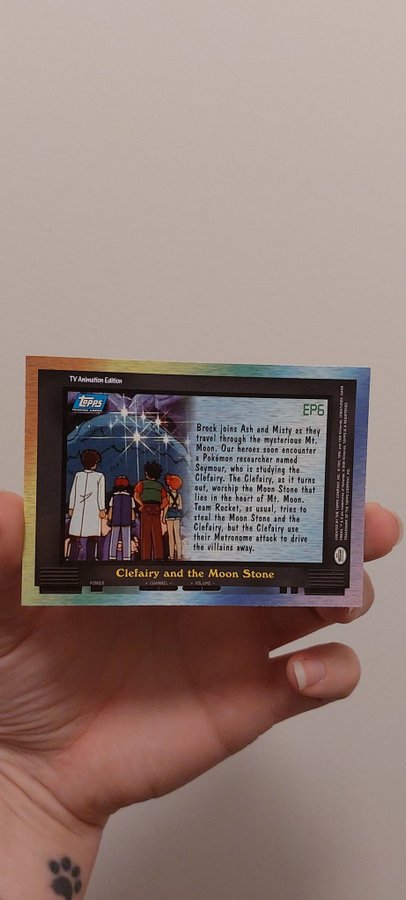 TV Animation Edition
topps
EP6
Brock joins Ash and Misty as they
travel through the mysterious Mt.
Moon. Our heroes soon encounter
a Pokémon researcher named
Seymour, who is studying the
Clefairy. The Clefairy, as it turns
out, worship the Moon Stone that
lies in the heart of Mt. Moon.
Team Rocket, as usual, tries to
steal the Moon Stone and the
Clefairy, but the Clefairy use
their Metronome attack to drive
the villains away.
Clefairy and the Moon Stone
POWER
- CHANNEL -
- VOLUME -